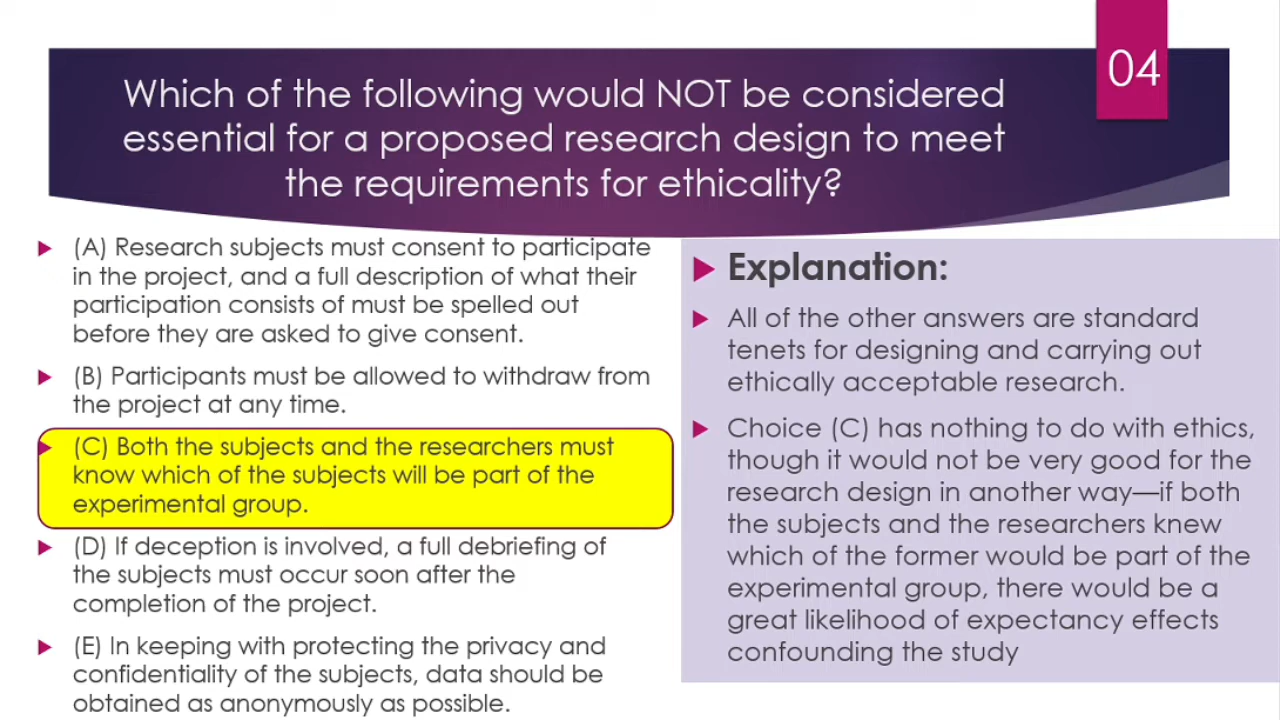 04
Which of the following would NOT be considered
essential for a proposed research design to meet
the requirements for ethicality?
(A) Research subjects must consent to participate
in the project, and a full description of what their
participation consists of must be spelled out
before they are asked to give consent.
(B) Participants must be allowed to withdraw from
the project at any time.
(C) Both the subjects and the researchers must
know which of the subjects will be part of the
experimental group.
(D) If deception is involved, a full debriefing of
the subjects must occur soon after the
completion of the project.
(E) In keeping with protecting the privacy and
confidentiality of the subjects, data should be
obtained as anonymously as possible.
Explanation:
All of the other answers are standard
tenets for designing and carrying out
ethically acceptable research.
Choice (C) has nothing to do with ethics,
though it would not be very good for the
research design in another way—if both
the subjects and the researchers knew
which of the former would be part of the
experimental group, there would be a
great likelihood of expectancy effects
confounding the study